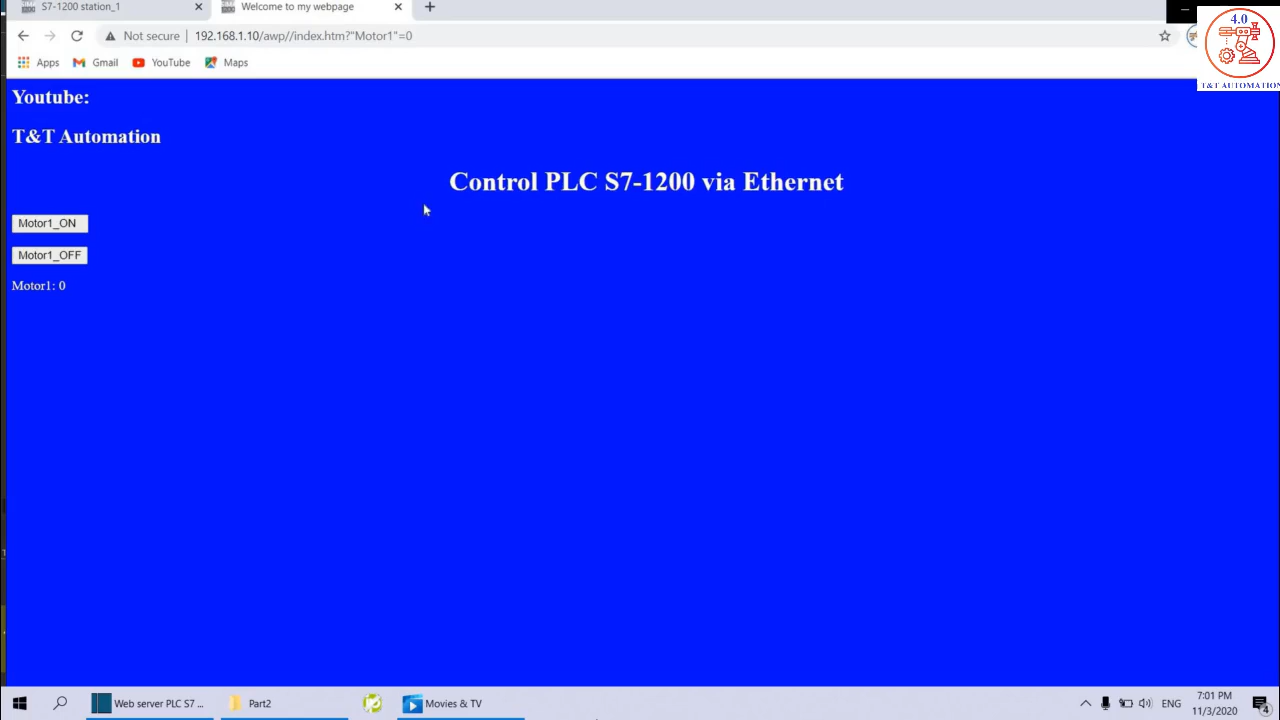 S7-1200 station_1
Welcome to my webpage
Not secure
192.168.1.10/awp//index.htm?"Motor1"=0
4.0
T&T AUTOMATION
Apps
Gmail
YouTube
Maps
Youtube:
T&T Automation
Control PLC S7-1200 via Ethernet
Motor1_ON
Motor1_OFF
Motor1: 0
Web server PLC S7 ...
Part2
Movies & TV
ENG
7:01 PM
11/3/2020
4